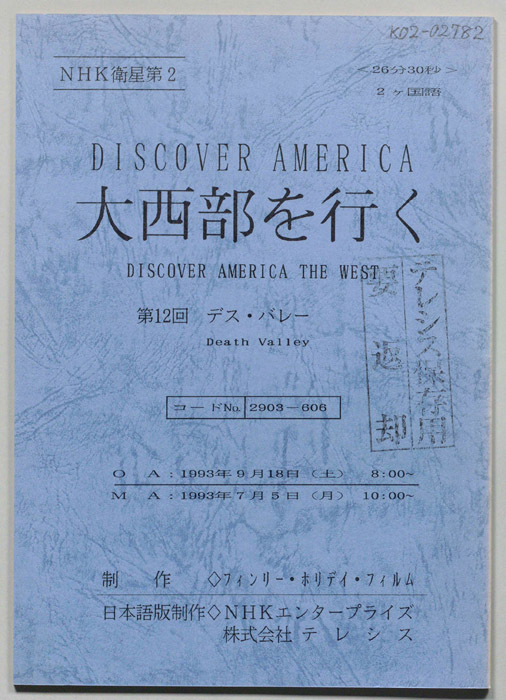 K02-02782
NHK衛星第2
<26分30秒>
2ヶ国語
DISCOVER AMERICA
大西部を行く
DISCOVER AMERICA THE WEST
第12回 デス・バレー
Death Valley
テレシス保存用
要返却
コードNo. 2903-606
O A:1993年9月18日(土) 8:00~
M A:1993年7月5日(月) 10:00~
制作◇フィンリー・ホリデイ・フィルム
日本語版制作◇NHKエンタープライズ
株式会社 テレシス